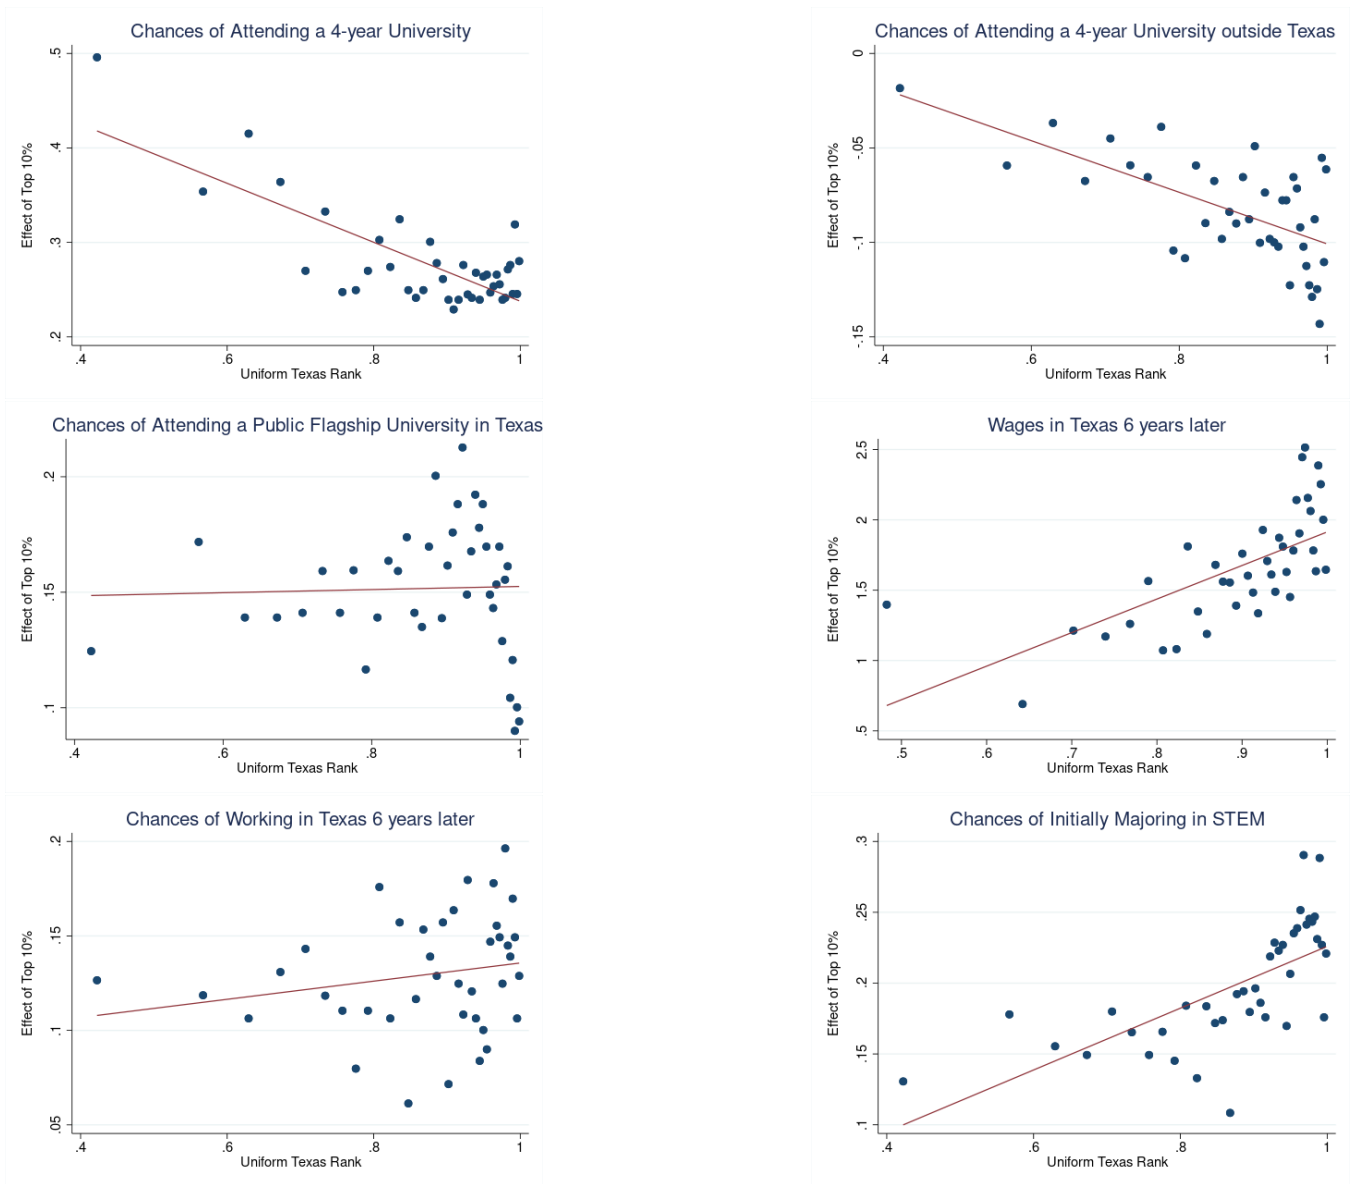 Chances of Attending a 4-year University
.5
.4
.3
.2
Effect of Top 10%
.4 .6 .8 1
Uniform Texas Rank
Chances of Attending a 4-year University outside Texas
0
-.05
-.1
-.15
Effect of Top 10%
.4 .6 .8 1
Uniform Texas Rank
Chances of Attending a Public Flagship University in Texas
.2
.15
.1
Effect of Top 10%
.4 .6 .8 1
Uniform Texas Rank
Wages in Texas 6 years later
2.5
2
1.5
1
.5
Effect of Top 10%
.5 .6 .7 .8 .9 1
Uniform Texas Rank
Chances of Working in Texas 6 years later
.2
.15
.1
.05
Effect of Top 10%
.4 .6 .8 1
Uniform Texas Rank
Chances of Initially Majoring in STEM
.3
.25
.2
.15
.1
Effect of Top 10%
.4 .6 .8 1
Uniform Texas Rank